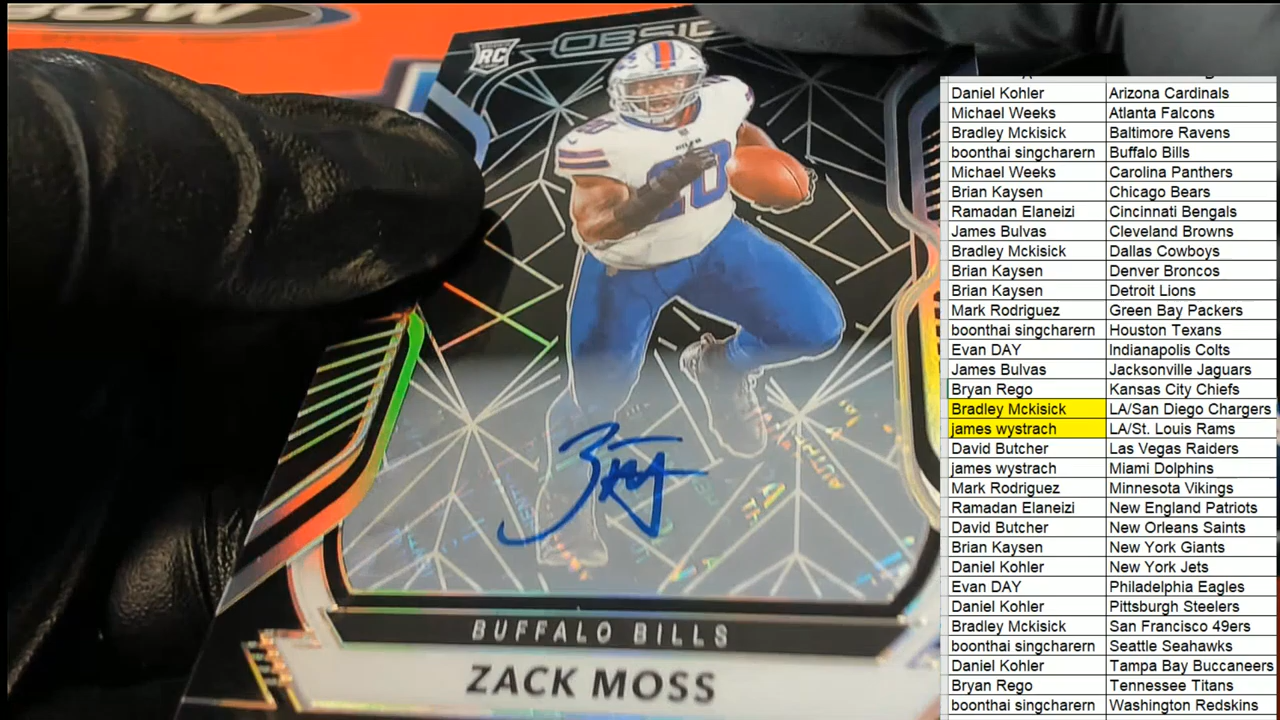 BCW
RC OBSID
BILLS
20
BUFFALO BILLS
ZACK MOSS
Daniel Kohler Arizona Cardinals
Michael Weeks Atlanta Falcons
Bradley Mckisick Baltimore Ravens
boonthai singcharern Buffalo Bills
Michael Weeks Carolina Panthers
Brian Kaysen Chicago Bears
Ramadan Elaneizi Cincinnati Bengals
James Bulvas Cleveland Browns
Bradley Mckisick Dallas Cowboys
Brian Kaysen Denver Broncos
Brian Kaysen Detroit Lions
Mark Rodriguez Green Bay Packers
boonthai singcharern Houston Texans
Evan DAY Indianapolis Colts
James Bulvas Jacksonville Jaguars
Bryan Rego Kansas City Chiefs
Bradley Mckisick LA/San Diego Chargers
james wystrach LA/St. Louis Rams
David Butcher Las Vegas Raiders
james wystrach Miami Dolphins
Mark Rodriguez Minnesota Vikings
Ramadan Elaneizi New England Patriots
David Butcher New Orleans Saints
Brian Kaysen New York Giants
Daniel Kohler New York Jets
Evan DAY Philadelphia Eagles
Daniel Kohler Pittsburgh Steelers
Bradley Mckisick San Francisco 49ers
boonthai singcharern Seattle Seahawks
Daniel Kohler Tampa Bay Buccaneers
Bryan Rego Tennessee Titans
boonthai singcharern Washington Redskins